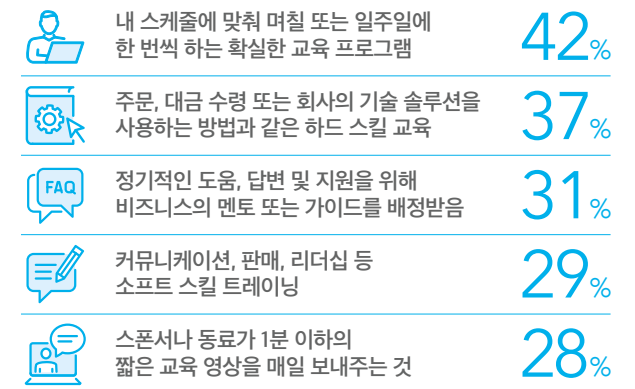 내 스케줄에 맞춰 며칠 또는 일주일에
한 번씩 하는 확실한 교육 프로그램
42%
주문, 대금 수령 또는 회사의 기술 솔루션을
사용하는 방법과 같은 하드 스킬 교육
37%
FAQ
정기적인 도움, 답변 및 지원을 위해
비즈니스의 멘토 또는 가이드를 배정받음
31%
커뮤니케이션, 판매, 리더십 등
소프트 스킬 트레이닝
29%
스폰서나 동료가 1분 이하의
짧은 교육 영상을 매일 보내주는 것
28%